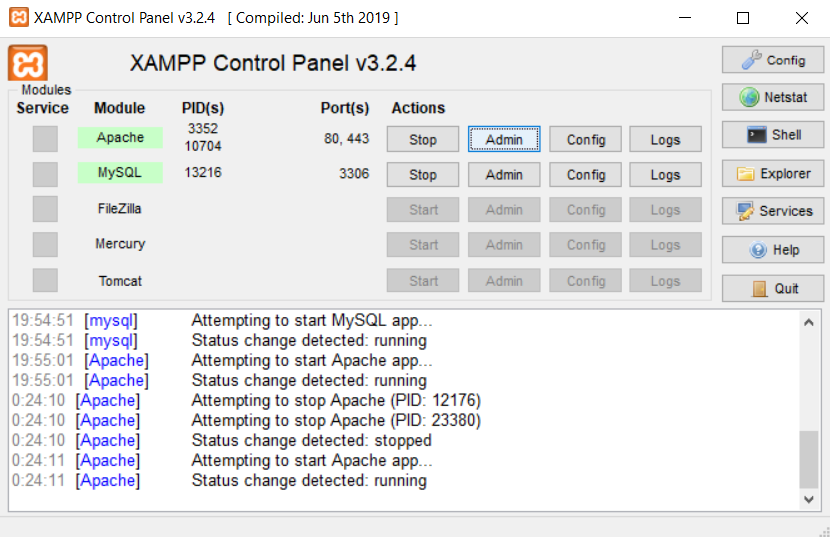 XAMPP Control Panel v3.2.4   [ Compiled: Jun 5th 2019 ]
XAMPP Control Panel v3.2.4
Config
Modules
Service Module PID(s) Port(s) Actions
Netstat
Apache 3352 10704 80, 443 Stop Admin Config Logs
Shell
MySQL 13216 3306 Stop Admin Config Logs
Explorer
FileZilla Start Admin Config Logs
Services
Mercury Start Admin Config Logs
Help
Tomcat Start Admin Config Logs
Quit
19:54:51 [mysql] Attempting to start MySQL app...
19:54:51 [mysql] Status change detected: running
19:55:01 [Apache] Attempting to start Apache app...
19:55:01 [Apache] Status change detected: running
0:24:10 [Apache] Attempting to stop Apache (PID: 12176)
0:24:10 [Apache] Attempting to stop Apache (PID: 23380)
0:24:10 [Apache] Status change detected: stopped
0:24:11 [Apache] Attempting to start Apache app...
0:24:11 [Apache] Status change detected: running